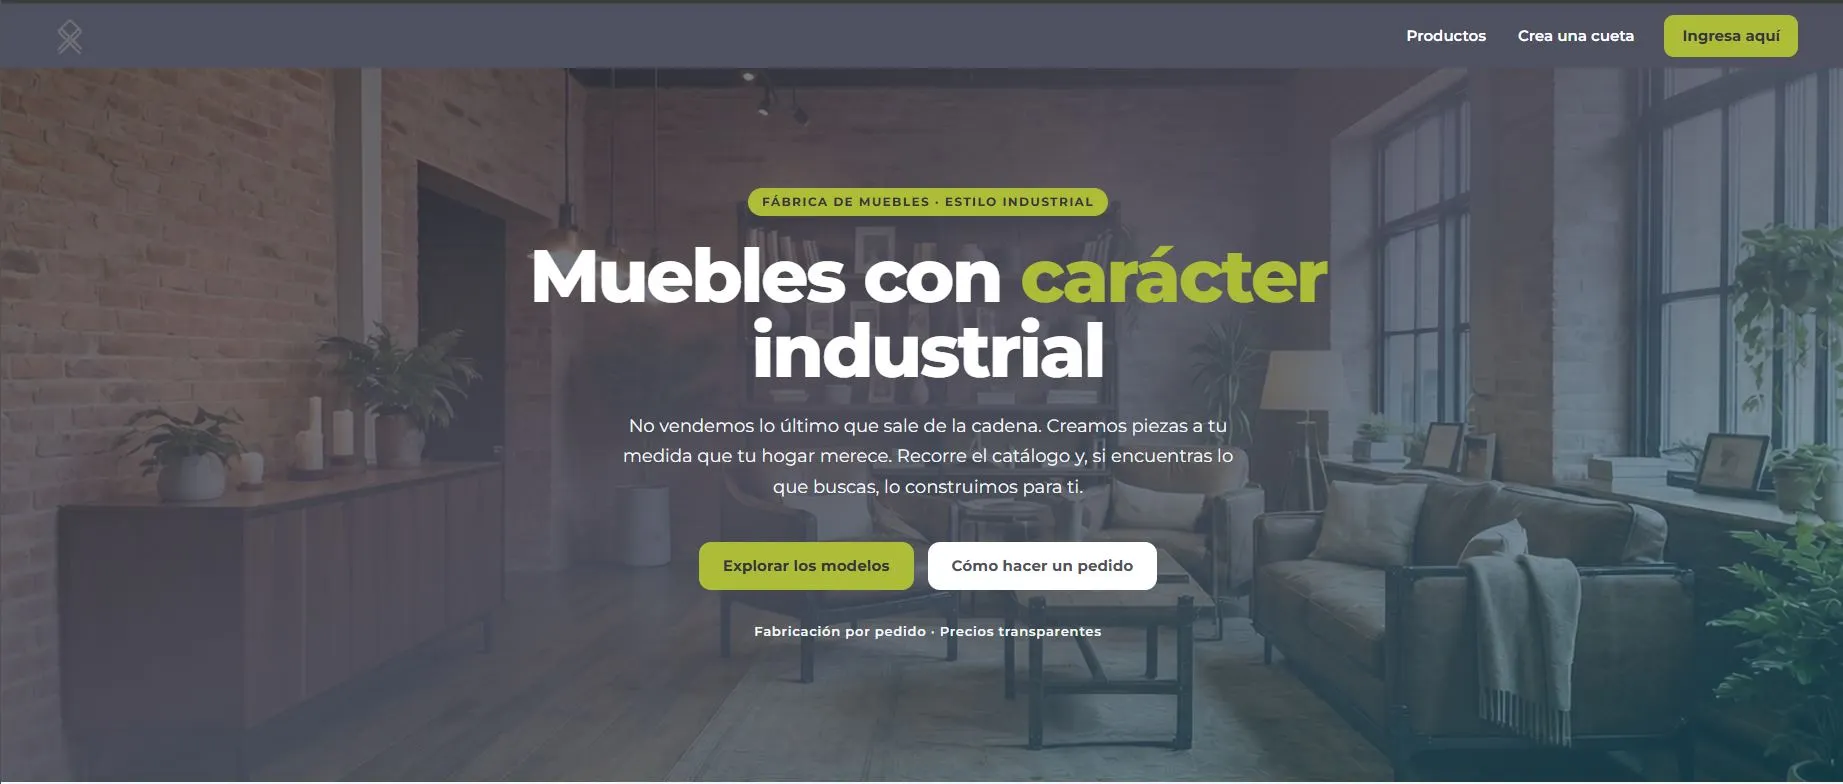 Productos
Crea una cueta
Ingresa aquí
FÁBRICA DE MUEBLES · ESTILO INDUSTRIAL
Muebles con carácter
industrial
No vendemos lo último que sale de la cadena. Creamos piezas a tu
medida que tu hogar merece. Recorre el catálogo y, si encuentras lo
que buscas, lo construimos para ti.
Explorar los modelos
Cómo hacer un pedido
Fabricación por pedido · Precios transparentes